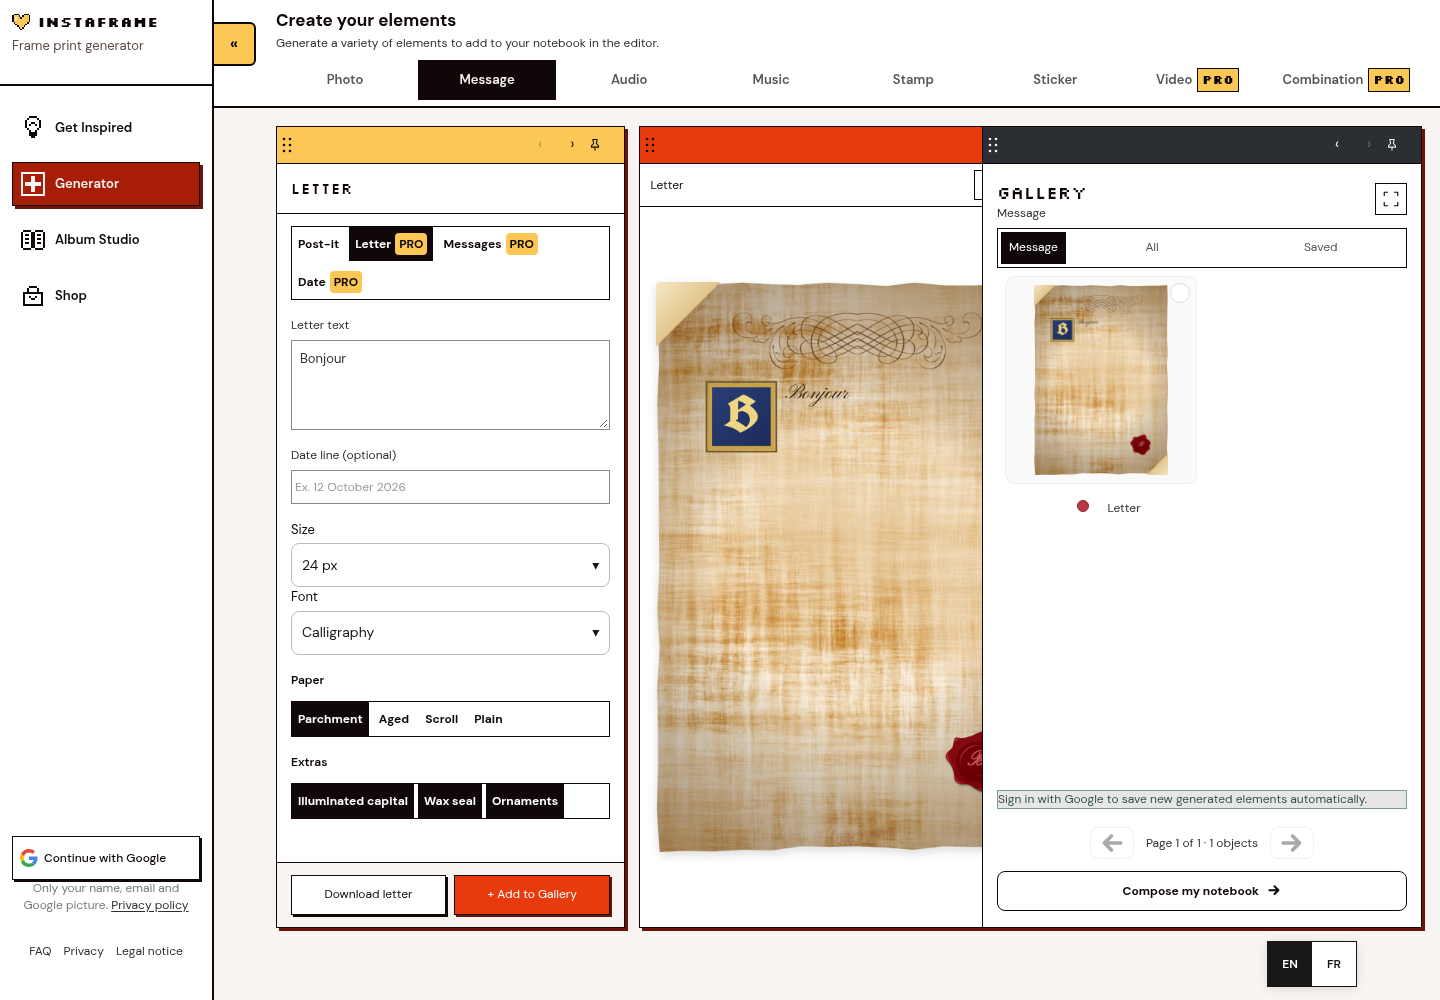 INSTAFRAME
Frame print generator
Get Inspired
Generator
Album Studio
Shop
Continue with Google
Only your name, email and
Google picture. Privacy policy
FAQ Privacy Legal notice
«
Create your elements
Generate a variety of elements to add to your notebook in the editor.
Photo Message Audio Music Stamp Sticker Video PRO Combination PRO
LETTER
Post-it Letter PRO Messages PRO
Date PRO
Letter text
Bonjour
Date line (optional)
Ex. 12 October 2026
Size
24 px
Font
Calligraphy
Paper
Parchment Aged Scroll Plain
Extras
Illuminated capital Wax seal Ornaments
Download letter + Add to Gallery
Letter
B Bonjour
GALLERY
Message
Message All Saved
B Bonjour
Letter
Sign in with Google to save new generated elements automatically.
Page 1 of 1 · 1 objects
Compose my notebook →
EN FR